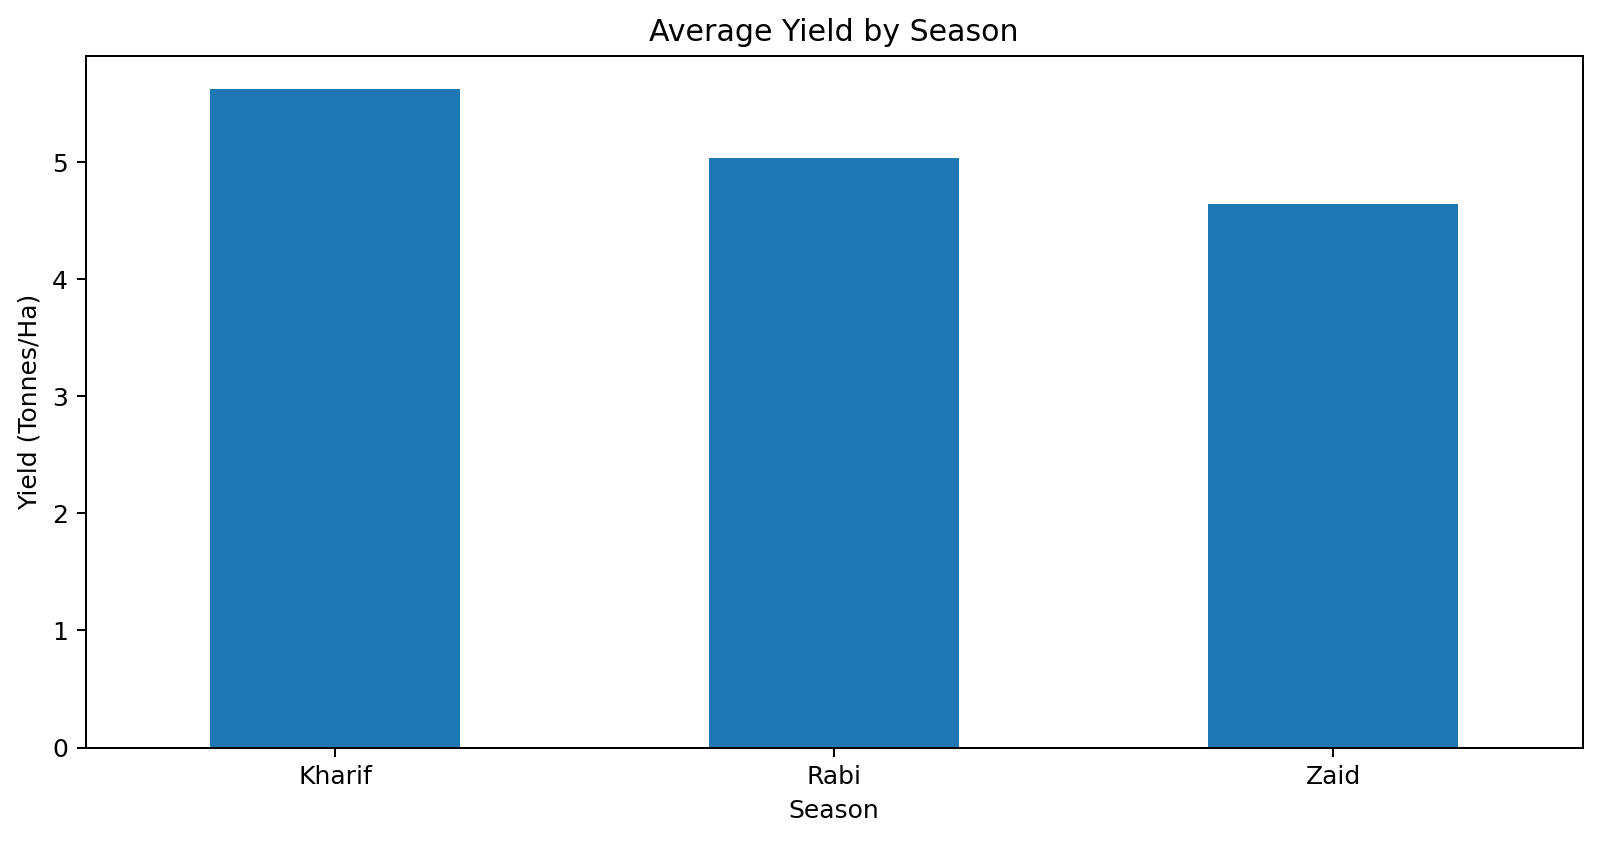 Average Yield by Season
Yield (Tonnes/Ha)
5
4
3
2
1
0
Kharif
Rabi
Zaid
Season